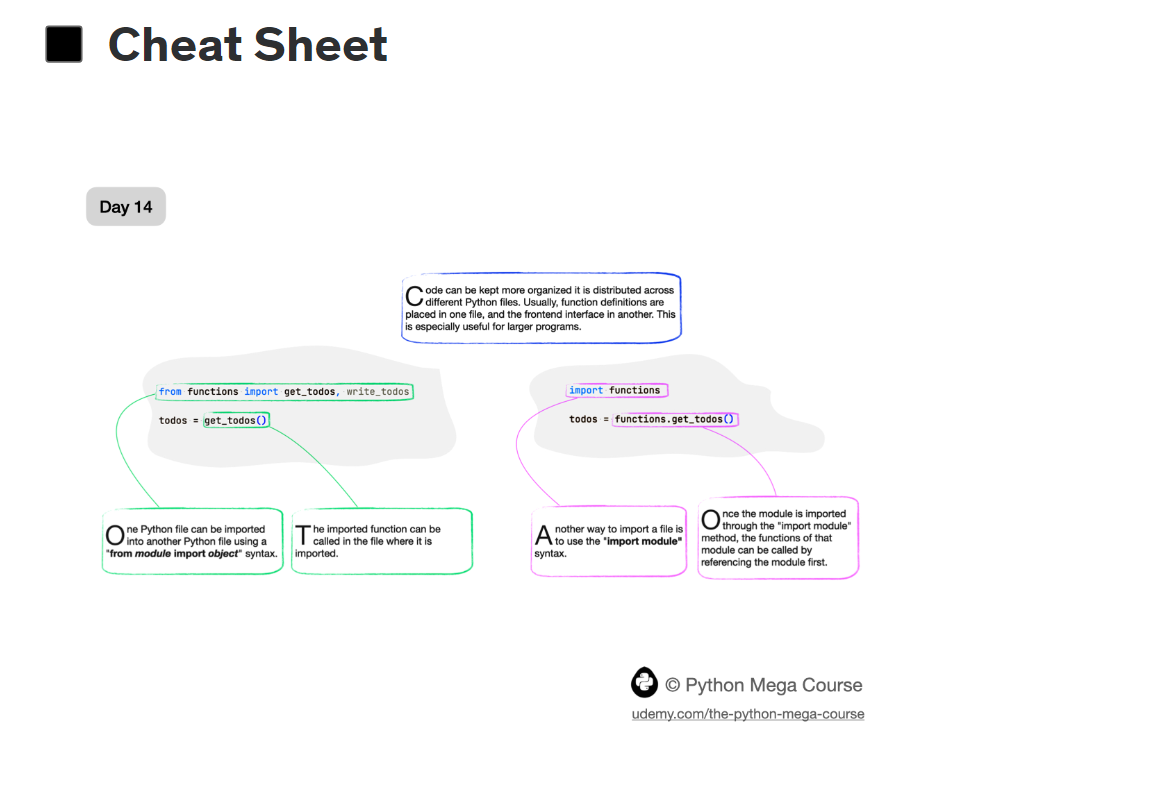 Cheat Sheet
Day 14
Code can be kept more organized it is distributed across
different Python files. Usually, function definitions are
placed in one file, and the frontend interface in another. This
is especially useful for larger programs.
from functions import get_todos, write_todos
todos = get_todos()
import functions
todos = functions.get_todos()
One Python file can be imported
into another Python file using a
"from module import object" syntax.
The imported function can be
called in the file where it is
imported.
Another way to import a file is
to use the "import module"
syntax.
Once the module is imported
through the "import module"
method, the functions of that
module can be called by
referencing the module first.
© Python Mega Course
udemy.com/the-python-mega-course